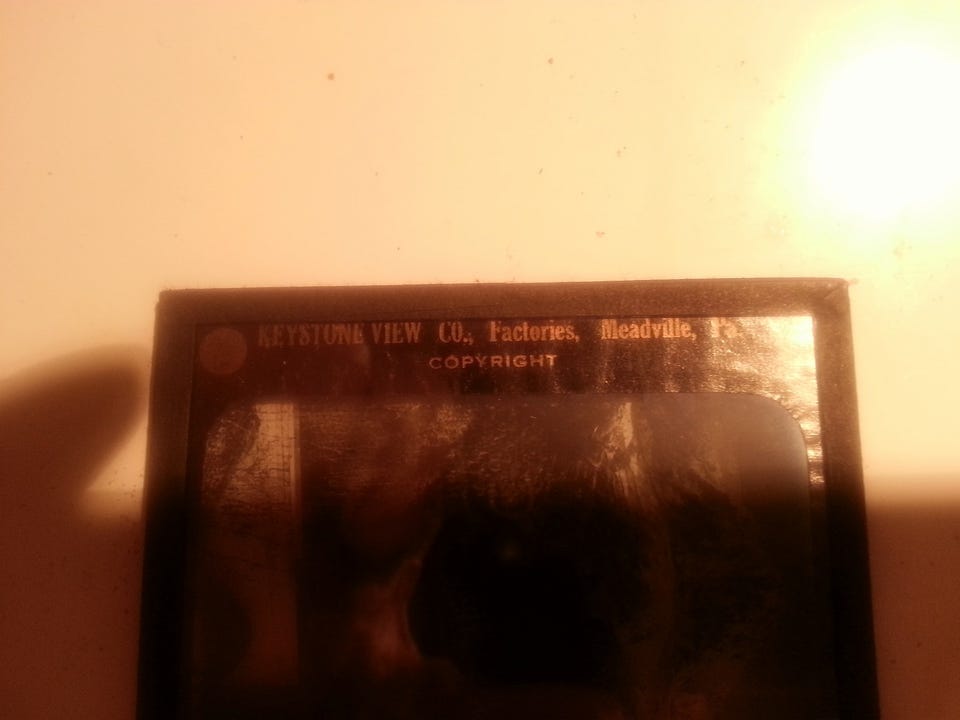 KEYSTONE VIEW CO., Factories, Meadville, Pa.
COPYRIGHT